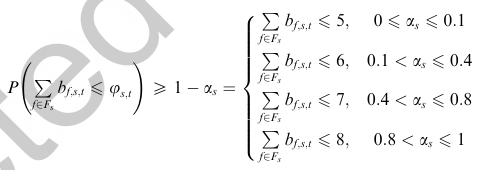 ∑_{f∈F_s} b_{f,s,t} ⩽ 5, 0 ⩽ α_s ⩽ 0.1
∑_{f∈F_s} b_{f,s,t} ⩽ 6, 0.1 < α_s ⩽ 0.4
P(∑_{f∈F_s} b_{f,s,t} ⩽ φ_{s,t}) ⩾ 1 − α_s = {
∑_{f∈F_s} b_{f,s,t} ⩽ 7, 0.4 < α_s ⩽ 0.8
∑_{f∈F_s} b_{f,s,t} ⩽ 8, 0.8 < α_s ⩽ 1
ted